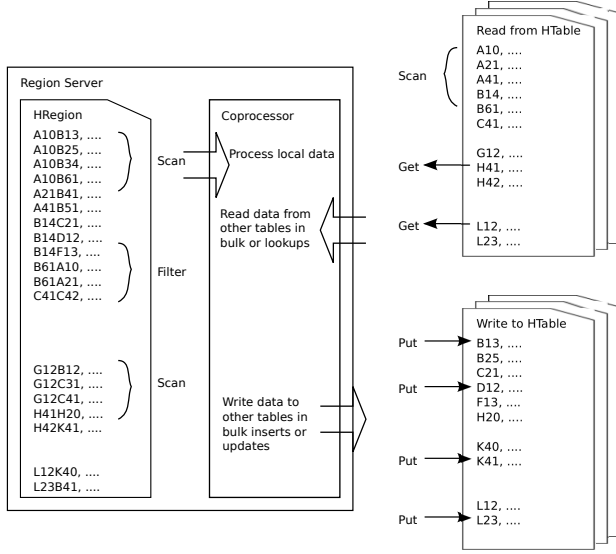 Region Server
HRegion
A10B13, ....
A10B25, ....
A10B34, ....
A10B61, ....
A21B41, ....
A41B51, ....
B14C21, ....
B14D12, ....
B14F13, ....
B61A10, ....
B61A21, ....
C41C42, ....
G12B12, ....
G12C31, ....
G12C41, ....
H41H20, ....
H42K41, ....
L12K40, ....
L23B41, ....
Scan
Filter
Scan
Coprocessor
Process local data
Read data from
other tables in
bulk or lookups
Write data to
other tables in
bulk inserts or
updates
Read from HTable
Scan
A10, ....
A21, ....
A41, ....
B14, ....
B61, ....
C41, ....
G12, ....
Get
H41, ....
H42, ....
Get
L12, ....
L23, ....
Write to HTable
Put
B13, ....
B25, ....
C21, ....
Put
D12, ....
F13, ....
H20, ....
K40, ....
Put
K41, ....
L12, ....
Put
L23, ....